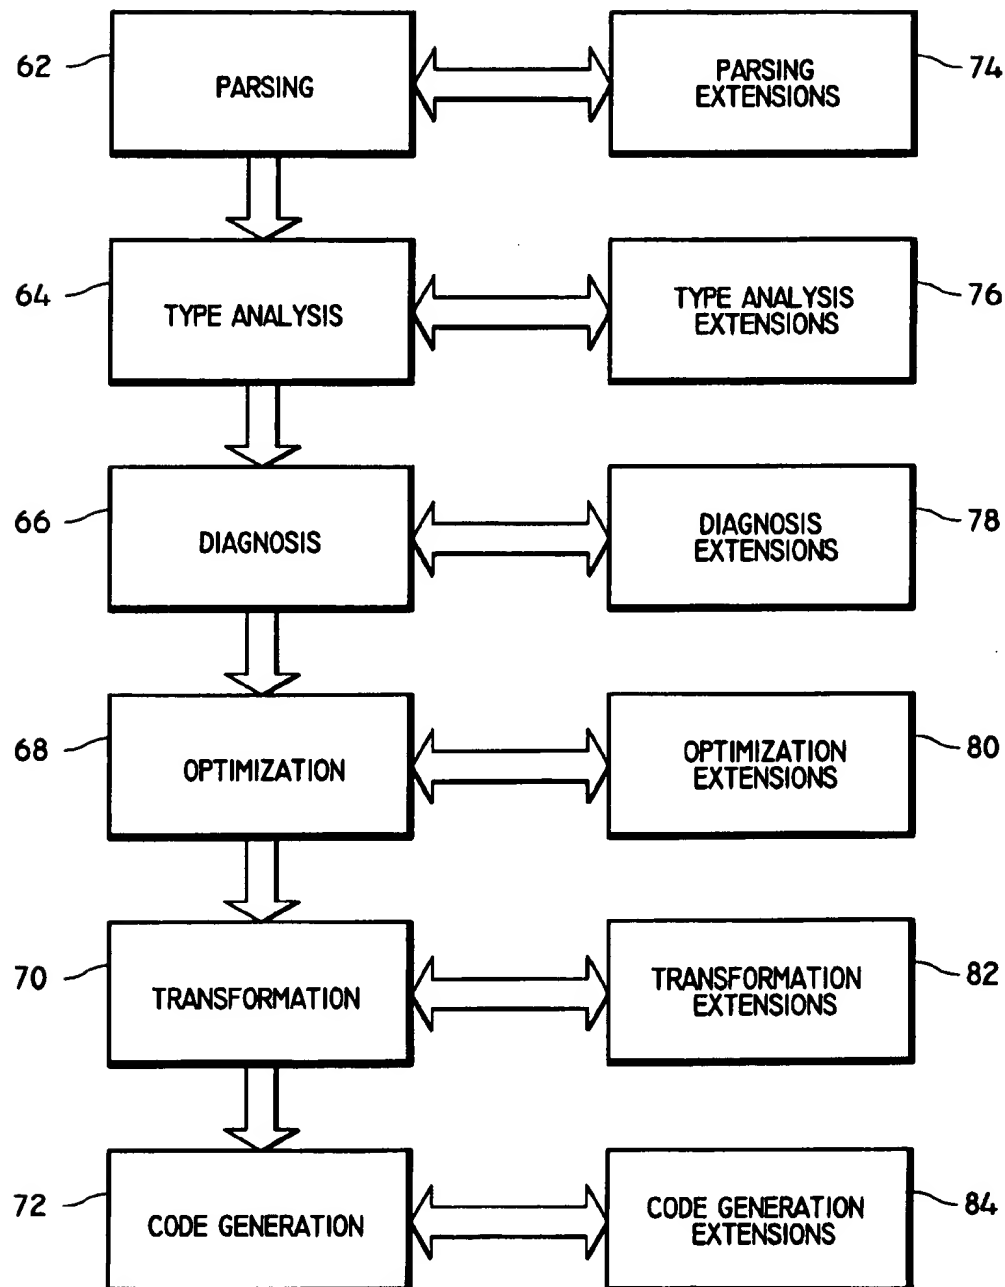 62
PARSING
PARSING
EXTENSIONS
74
64
TYPE ANALYSIS
TYPE ANALYSIS
EXTENSIONS
76
66
DIAGNOSIS
DIAGNOSIS
EXTENSIONS
78
68
OPTIMIZATION
OPTIMIZATION
EXTENSIONS
80
70
TRANSFORMATION
TRANSFORMATION
EXTENSIONS
82
72
CODE GENERATION
CODE GENERATION
EXTENSIONS
84